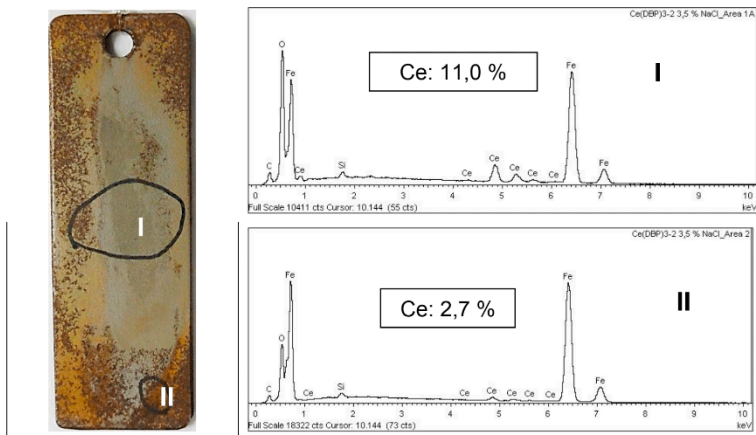 I
II
Ce(DBP)3-2 3,5 % NaCl_Area 1A
Ce: 11,0 %
I
O
Fe
C
Ce
Si
Ce
Ce
Ce
Ce
Ce
Fe
Fe
0 1 2 3 4 5 6 7 8 9 10
Full Scale 10411 cts Cursor: 10.144 (55 cts) keV
Ce(DBP)3-2 3,5 % NaCl_Area 2
Ce: 2,7 %
II
Fe
O
C
Ce
Si
Ce
Ce
Ce
Ce
Ce
Fe
Fe
0 1 2 3 4 5 6 7 8 9 10
Full Scale 18322 cts Cursor: 10.144 (73 cts) keV